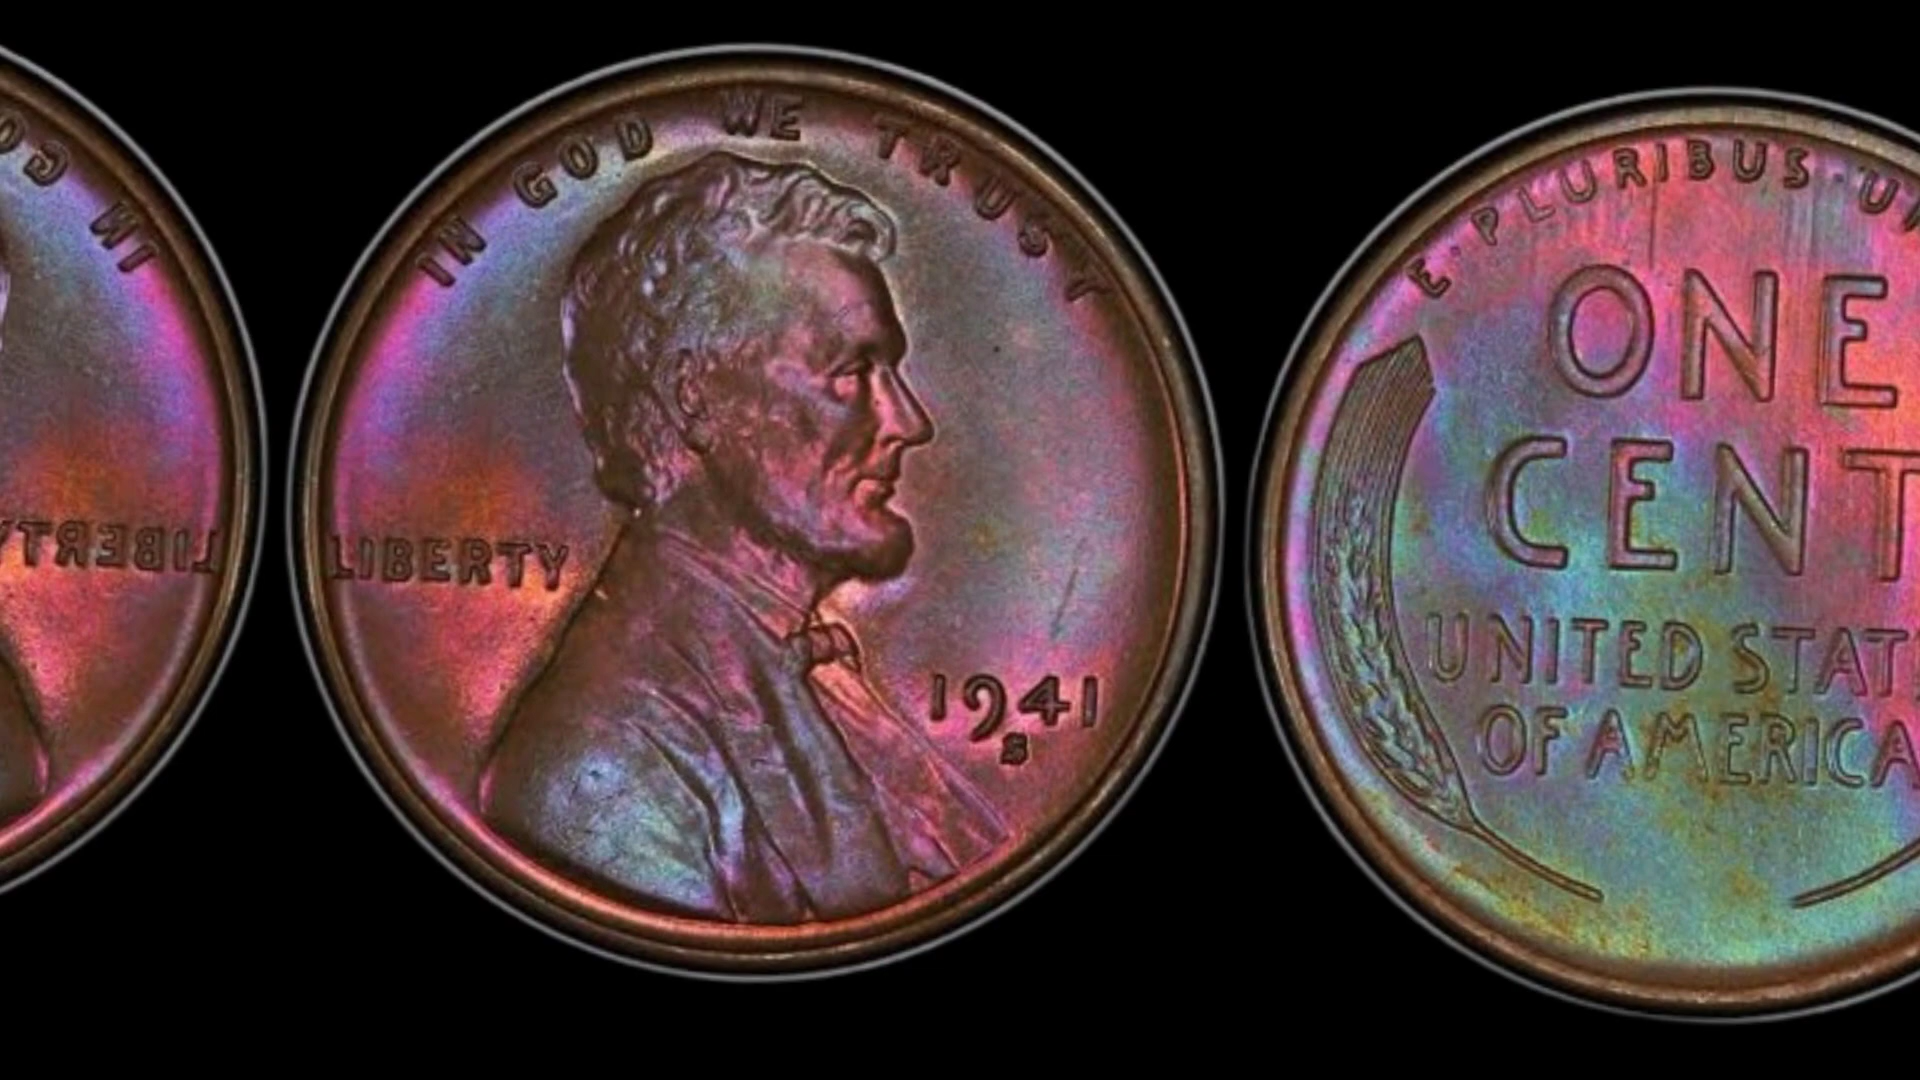 IN GOD WE TRUST
LIBERTY
1941
S
E · PLURIBUS · U
ONE
CENT
UNITED STAT
OF AMERICA